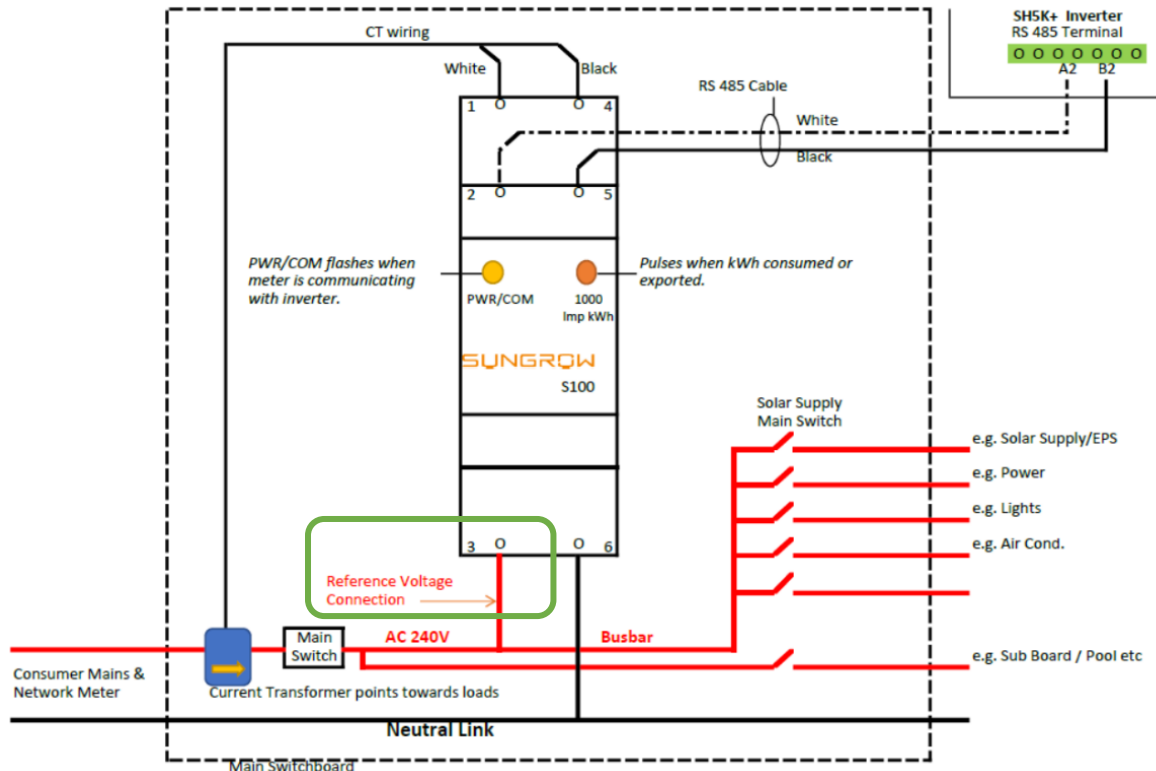 SH5K+ Inverter
RS 485 Terminal
O O O O O O O
A2 B2
CT wiring
White
Black
RS 485 Cable
White
Black
1 O O 4
2 O O 5
PWR/COM flashes when
meter is communicating
with inverter.
Pulses when kWh consumed or
exported.
PWR/COM
1000
Imp kWh
SUNGROW
S100
Solar Supply
Main Switch
e.g. Solar Supply/EPS
e.g. Power
e.g. Lights
e.g. Air Cond.
3 O O 6
Reference Voltage
Connection
Main
Switch
AC 240V
Busbar
e.g. Sub Board / Pool etc
Consumer Mains &
Network Meter
Current Transformer points towards loads
Neutral Link
Main Switchboard